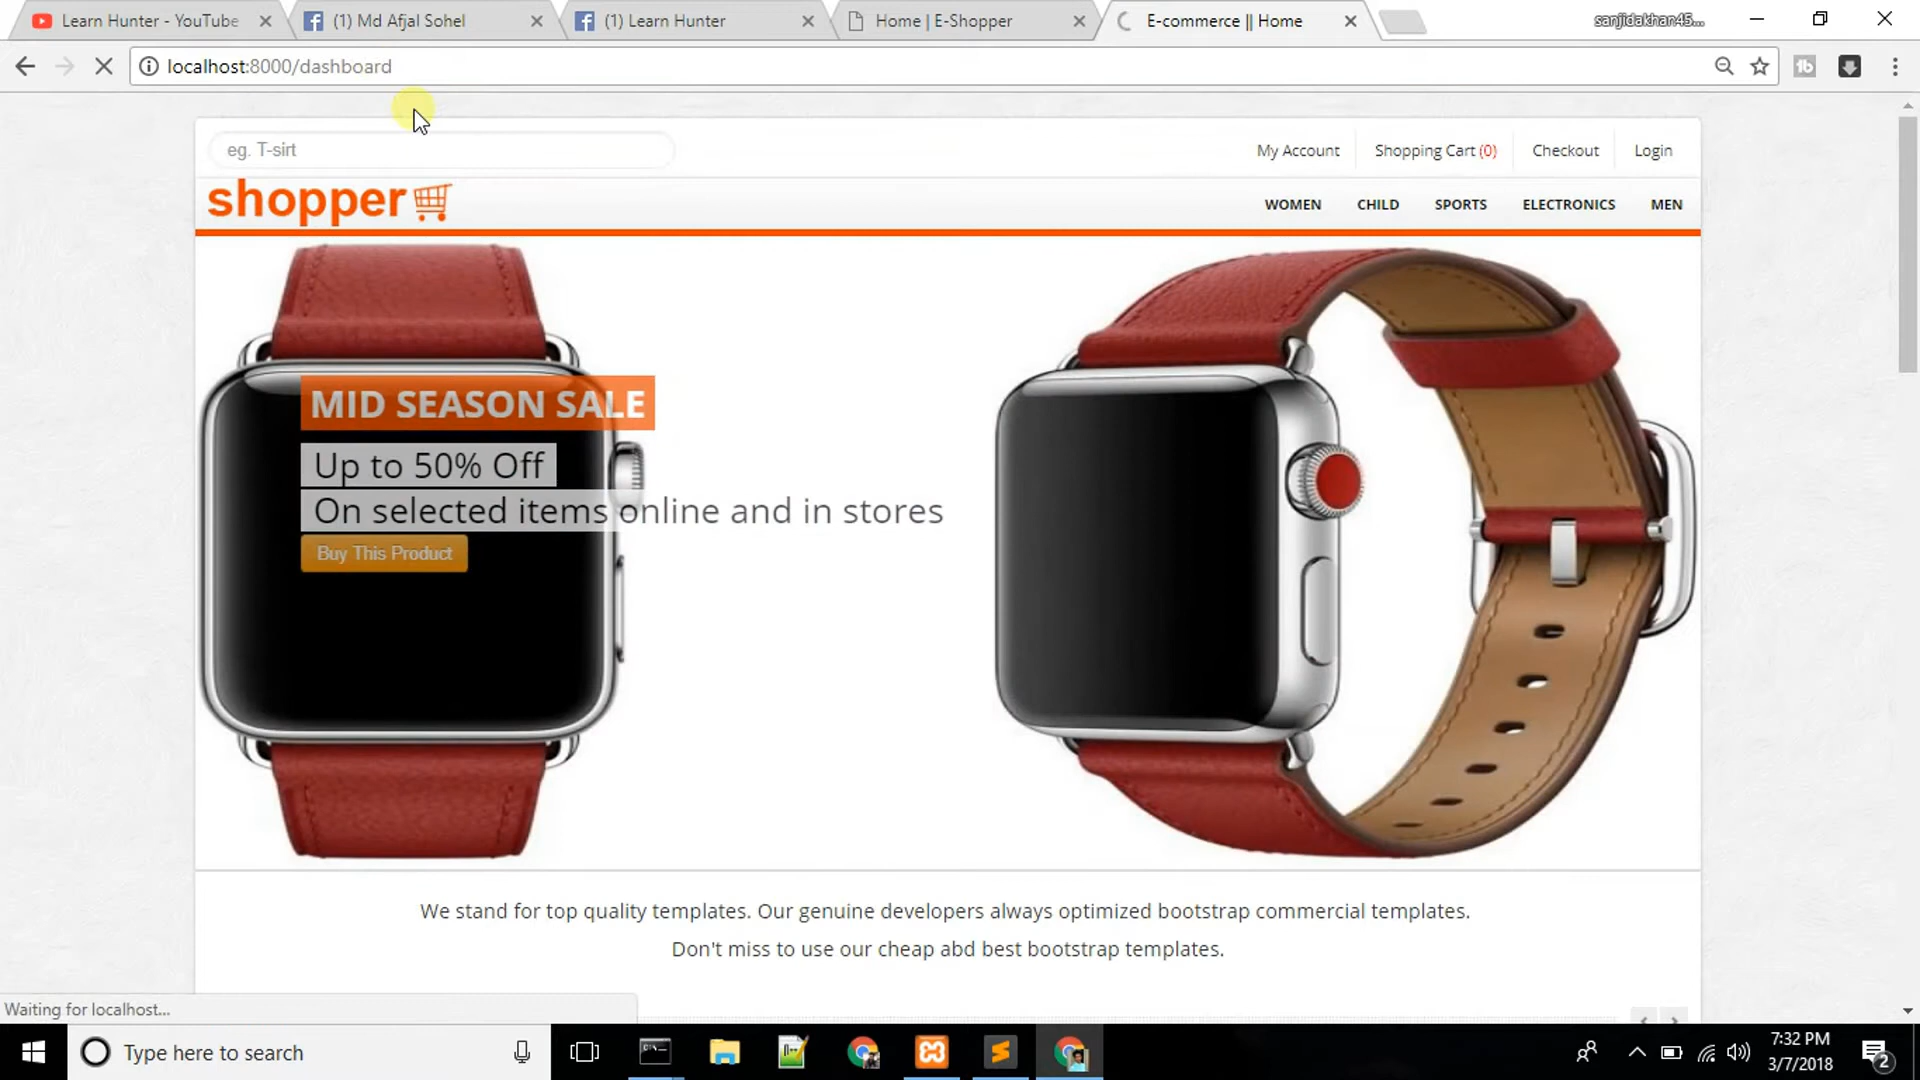 Learn Hunter - YouTube
(1) Md Afjal Sohel
(1) Learn Hunter
Home | E-Shopper
E-commerce || Home
sanjidakhan45...
localhost:8000/dashboard
eg. T-sirt
My Account
Shopping Cart (0)
Checkout
Login
shopper
WOMEN
CHILD
SPORTS
ELECTRONICS
MEN
MID SEASON SALE
Up to 50% Off
On selected items online and in stores
Buy This Product
We stand for top quality templates. Our genuine developers always optimized bootstrap commercial templates.
Don't miss to use our cheap abd best bootstrap templates.
Waiting for localhost...
Type here to search
7:32 PM
3/7/2018
2